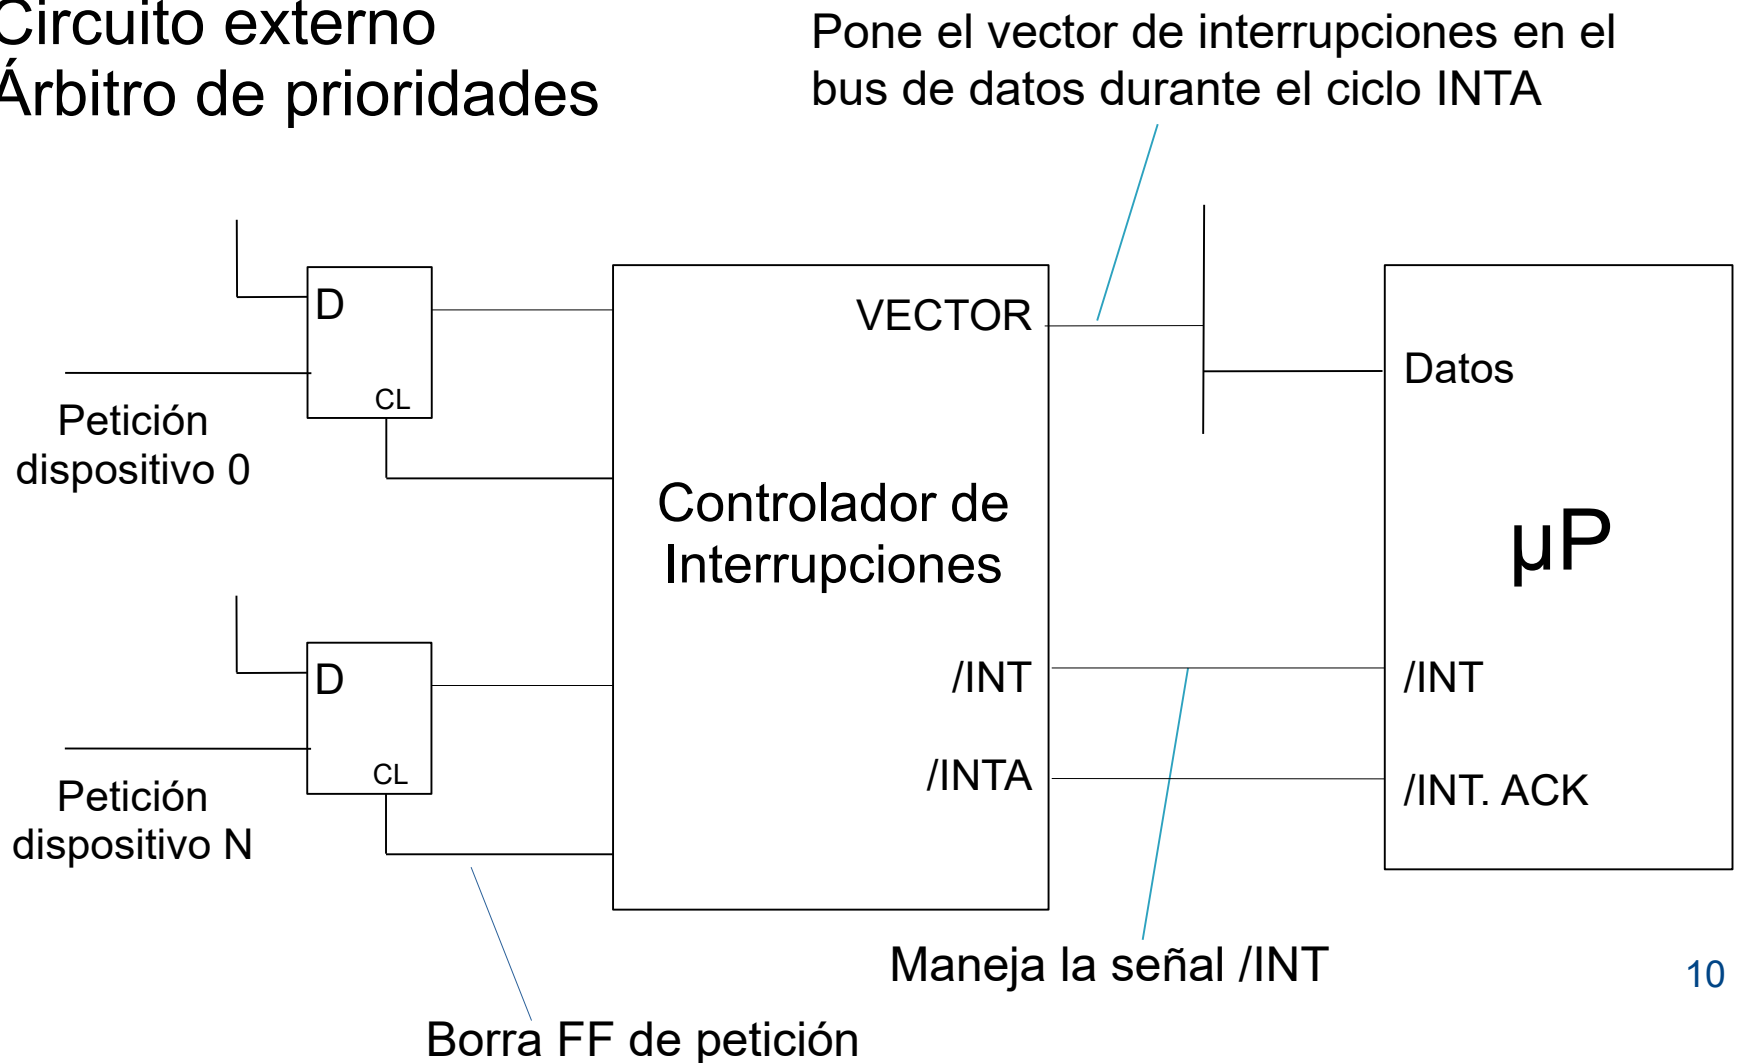 Circuito externo
Árbitro de prioridades
Pone el vector de interrupciones en el
bus de datos durante el ciclo INTA
D
CL
Petición
dispositivo 0
VECTOR
Datos
Controlador de
Interrupciones
µP
D
CL
Petición
dispositivo N
/INT
/INT
/INTA
/INT. ACK
Maneja la señal /INT
10
Borra FF de petición